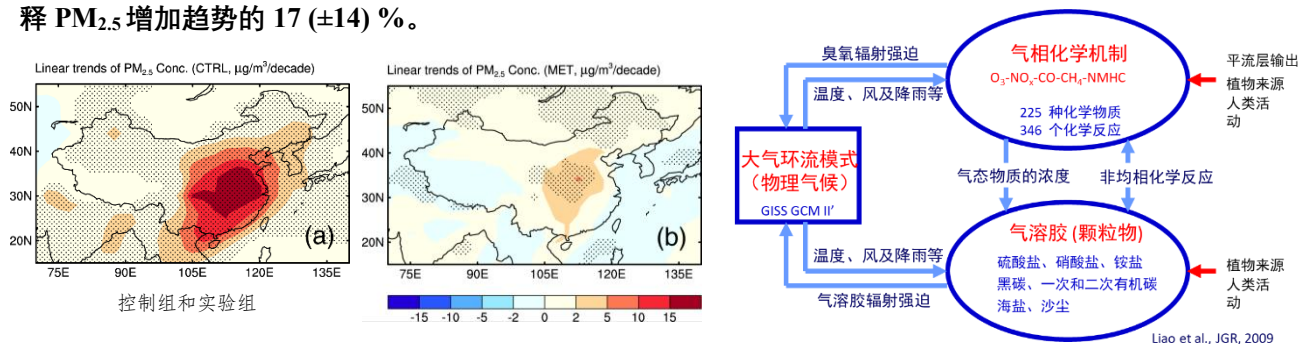 释 PM2.5 增加趋势的 17 (±14) %。
Linear trends of PM2.5 Conc. (CTRL, μg/m³/decade)
50N
40N
30N
20N
(a)
75E 90E 105E 120E 135E
控制组和实验组
Linear trends of PM2.5 Conc. (MET, μg/m³/decade)
50N
40N
30N
20N
(b)
75E 90E 105E 120E 135E
-15 -10 -5 -2 0 2 5 10 15
臭氧辐射强迫
温度、风及降雨等
大气环流模式
(物理气候)
GISS GCM II'
温度、风及降雨等
气溶胶辐射强迫
气相化学机制
O3-NOx-CO-CH4-NMHC
225 种化学物质
346 个化学反应
平流层输出
植物来源
人类活
动
气态物质的浓度
非均相化学反应
气溶胶 (颗粒物)
硫酸盐、硝酸盐、铵盐
黑碳、一次和二次有机碳
海盐、沙尘
植物来源
人类活
动
Liao et al., JGR, 2009